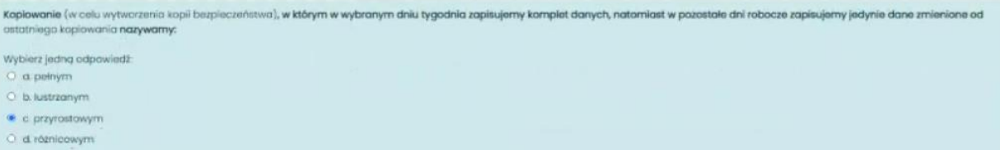 Kopiowanie (w celu wytworzenia kopii bezpieczeństwa), w którym w wybranym dniu tygodnia zapisujemy komplet danych, natomiast w pozostałe dni robocze zapisujemy jedynie dane zmienione od
ostatniego kopiowania nazywamy:
Wybierz jedną odpowiedź:
a. pełnym
b. lustrzanym
c. przyrostowym
d. różnicowym